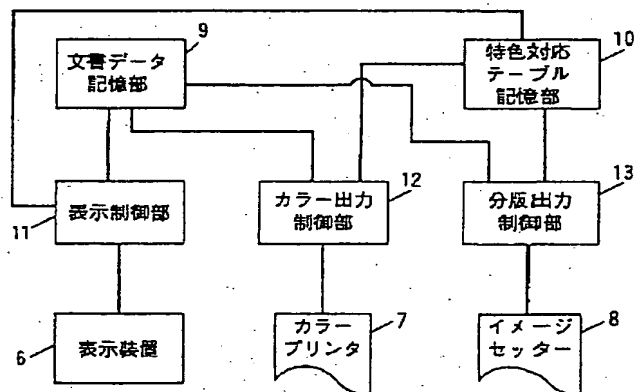 9
文書データ
記憶部
特色対応
テーブル
記憶部
10
表示制御部
11
カラー出力
制御部
12
分版出力
制御部
13
6
表示装置
カラー
プリンタ
7
イメージ
セッター
8